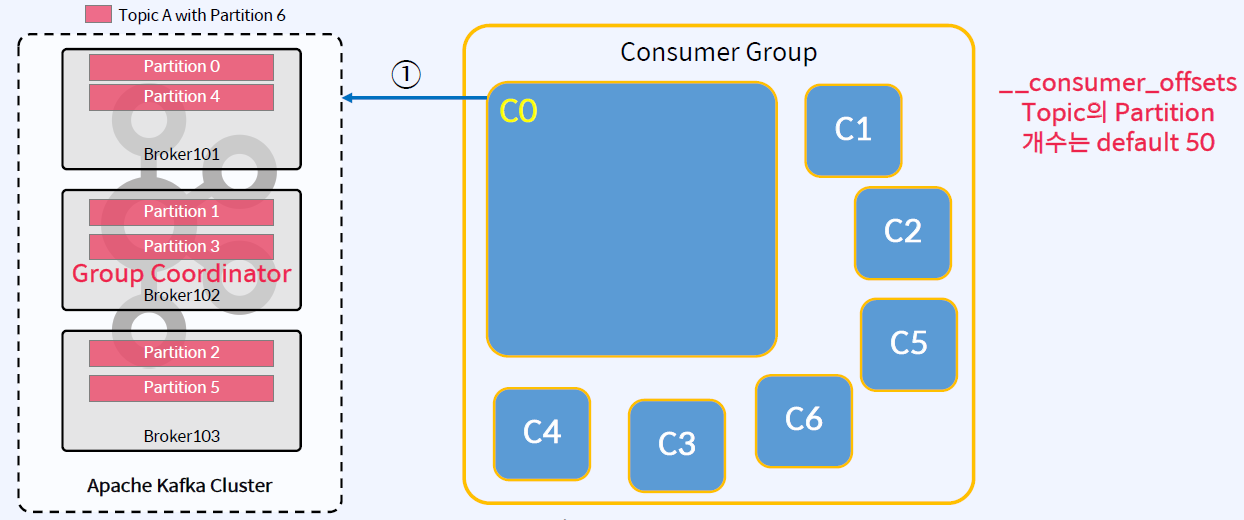 Topic A with Partition 6
Partition 0
Partition 4
Broker101
Partition 1
Partition 3
Group Coordinator
Broker102
Partition 2
Partition 5
Broker103
Apache Kafka Cluster
①
Consumer Group
C0
C1
C2
C5
C6
C3
C4
__consumer_offsets
Topic의 Partition
개수는 default 50